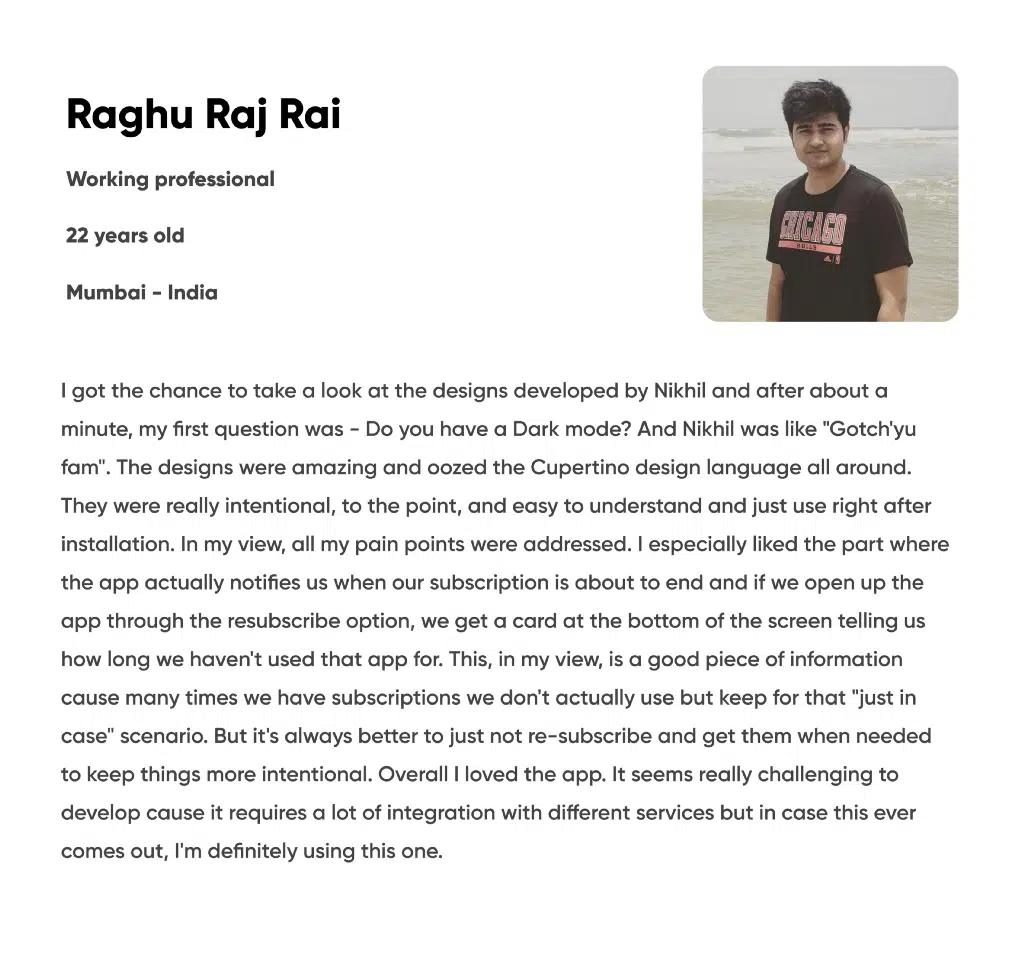 Raghu Raj Rai
Working professional
22 years old
Mumbai - India
CHICAGO
BULLS
I got the chance to take a look at the designs developed by Nikhil and after about a
minute, my first question was - Do you have a Dark mode? And Nikhil was like "Gotch'yu
fam". The designs were amazing and oozed the Cupertino design language all around.
They were really intentional, to the point, and easy to understand and just use right after
installation. In my view, all my pain points were addressed. I especially liked the part where
the app actually notifies us when our subscription is about to end and if we open up the
app through the resubscribe option, we get a card at the bottom of the screen telling us
how long we haven't used that app for. This, in my view, is a good piece of information
cause many times we have subscriptions we don't actually use but keep for that "just in
case" scenario. But it's always better to just not re-subscribe and get them when needed
to keep things more intentional. Overall I loved the app. It seems really challenging to
develop cause it requires a lot of integration with different services but in case this ever
comes out, I'm definitely using this one.